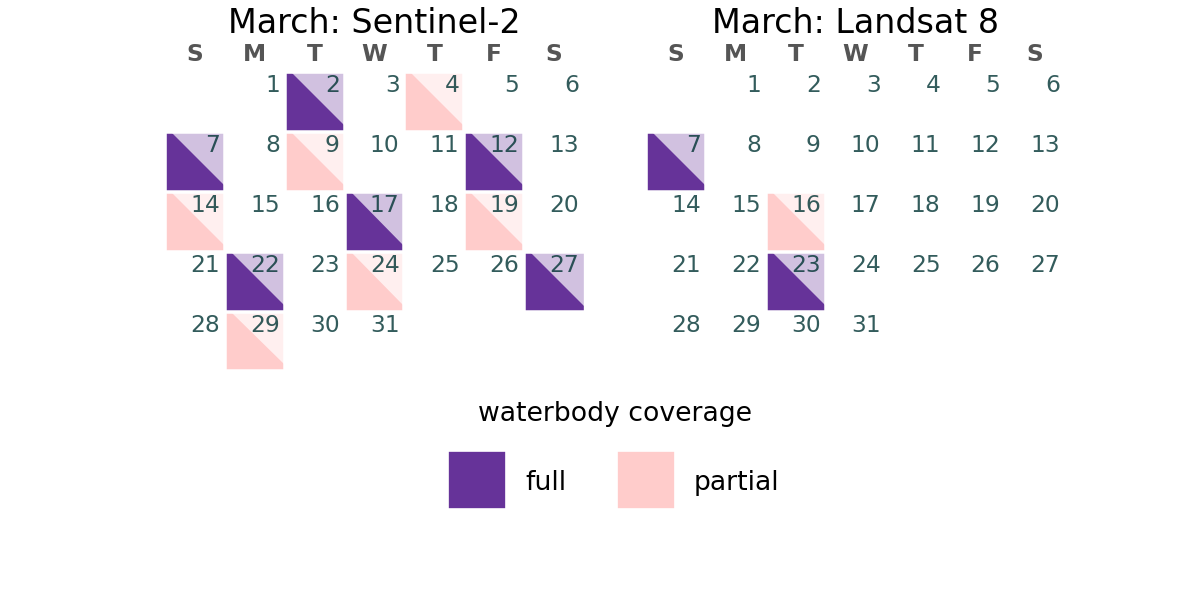 March: Sentinel-2
S M T W T F S
1 2 3 4 5 6
7 8 9 10 11 12 13
14 15 16 17 18 19 20
21 22 23 24 25 26 27
28 29 30 31
March: Landsat 8
S M T W T F S
1 2 3 4 5 6
7 8 9 10 11 12 13
14 15 16 17 18 19 20
21 22 23 24 25 26 27
28 29 30 31
waterbody coverage
full
partial